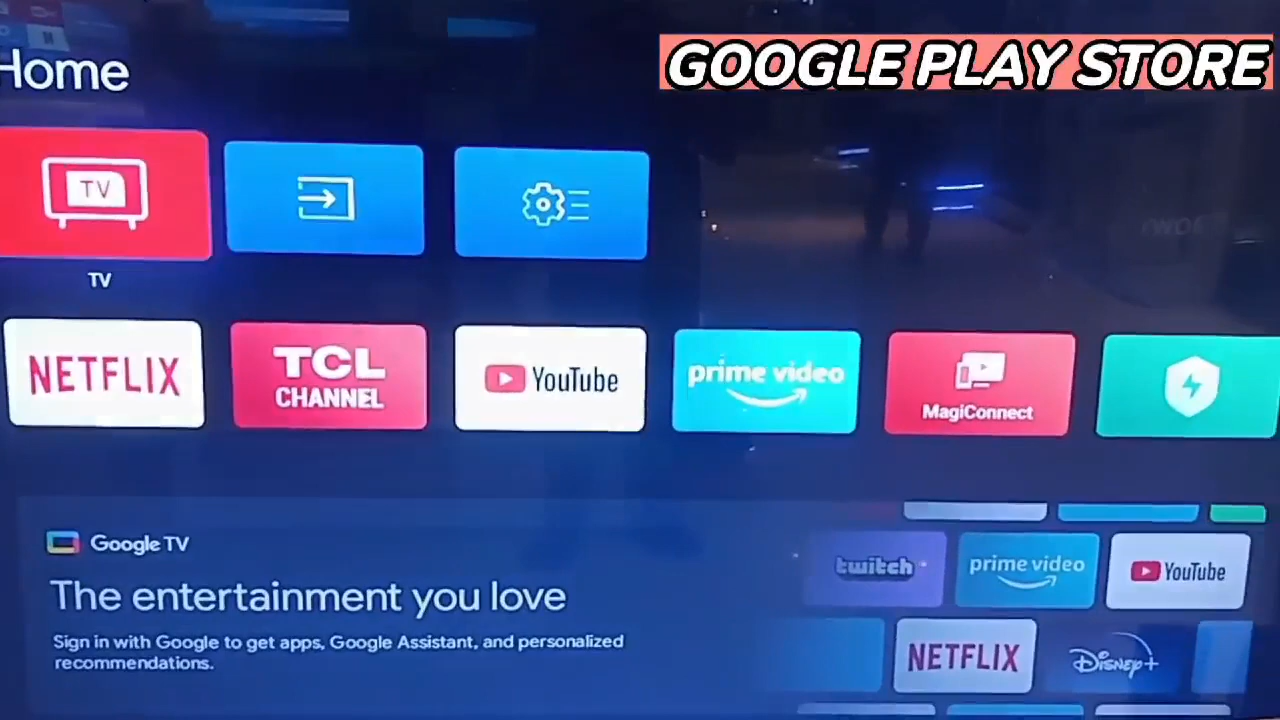 Home
GOOGLE PLAY STORE
TV
TV
NETFLIX
TCL
CHANNEL
YouTube
prime video
MagiConnect
Google TV
The entertainment you love
Sign in with Google to get apps, Google Assistant, and personalized
recommendations.
twitch
prime video
YouTube
NETFLIX
Disney+